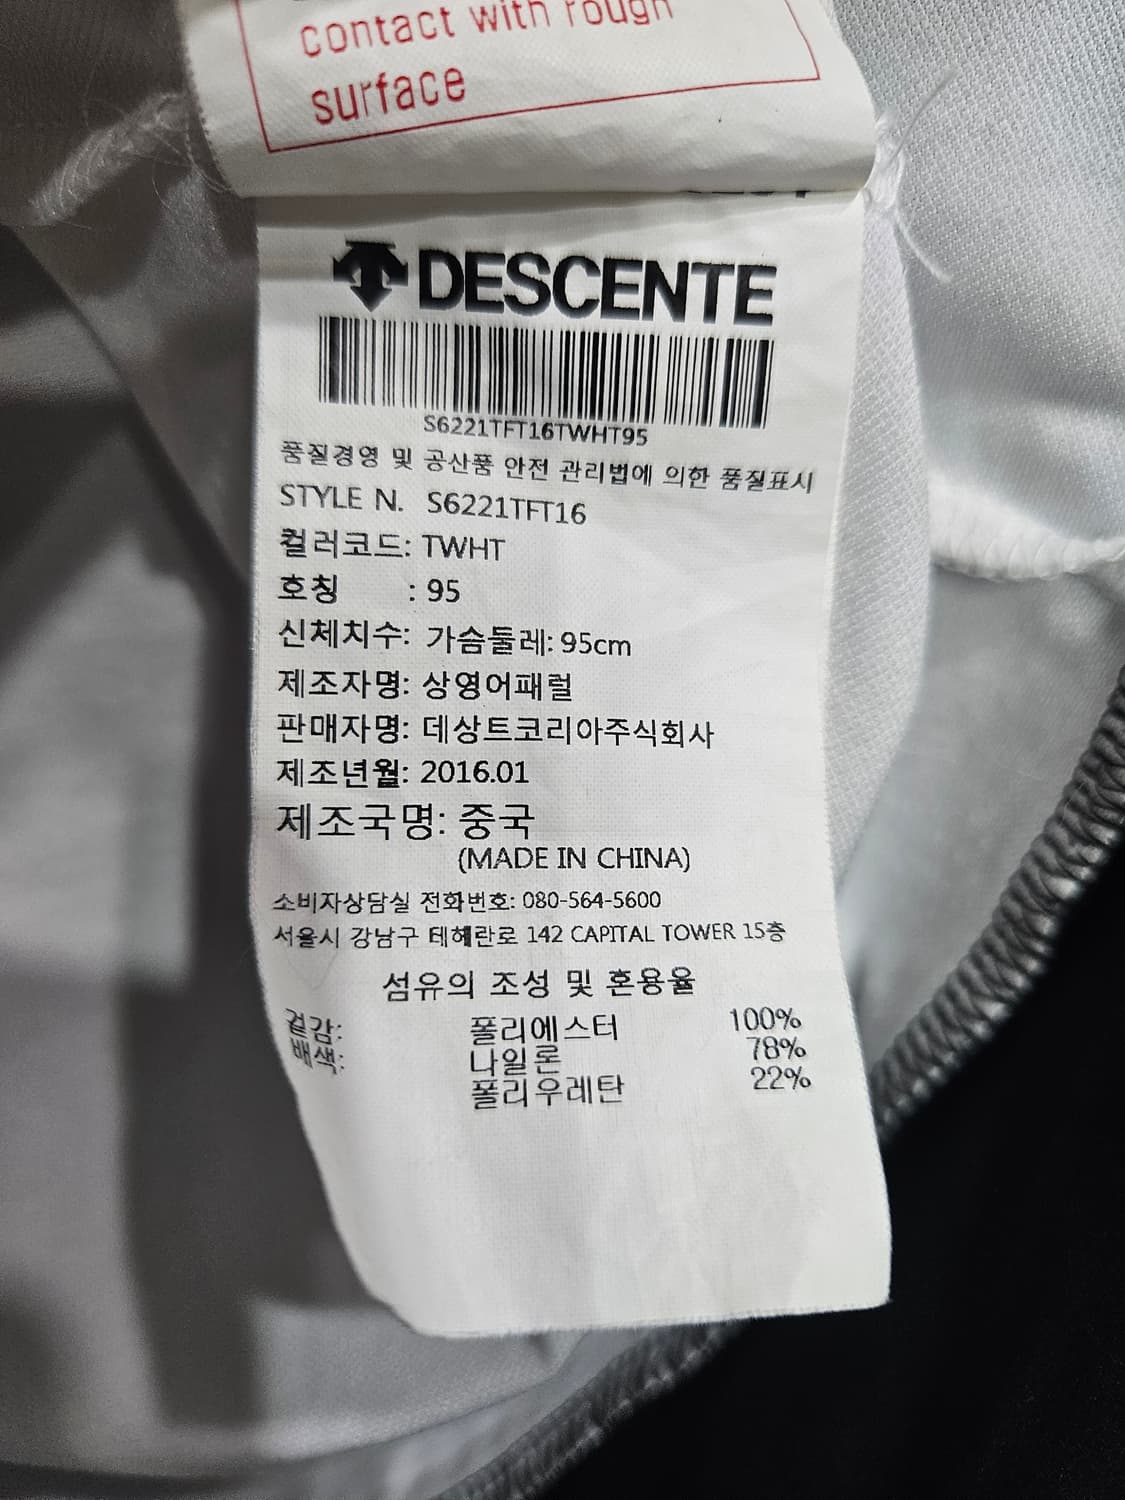 contact with rough
surface
DESCENTE
S6221TFT16TWHT95
품질경영 및 공산품 안전 관리법에 의한 품질표시
STYLE N. S6221TFT16
컬러코드: TWHT
호칭 : 95
신체치수: 가슴둘레: 95cm
제조자명: 상영어패럴
판매자명: 데상트코리아주식회사
제조년월: 2016.01
제조국명: 중국
(MADE IN CHINA)
소비자상담실 전화번호: 080-564-5600
서울시 강남구 테헤란로 142 CAPITAL TOWER 15층
섬유의 조성 및 혼용율
겉감: 폴리에스터 100%
배색: 나일론 78%
폴리우레탄 22%